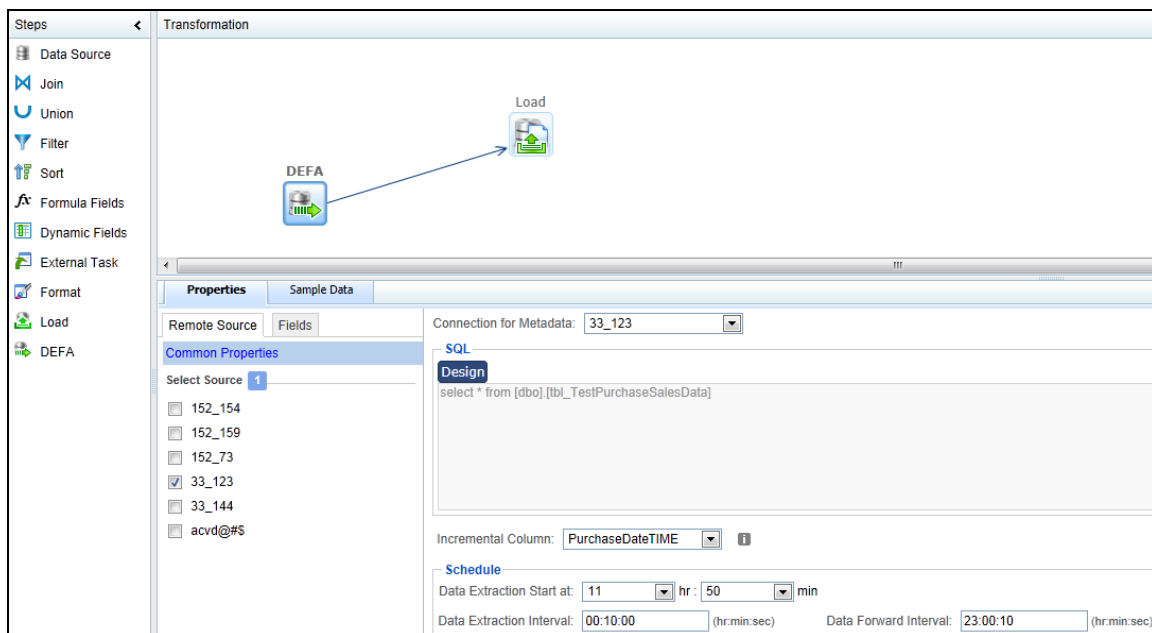 Steps
Data Source
Join
Union
Filter
Sort
fx Formula Fields
Dynamic Fields
External Task
Format
Load
DEFA
Transformation
Load
DEFA
Properties Sample Data
Remote Source Fields
Common Properties
Select Source 1
152_154
152_159
152_73
33_123
33_144
acvd@#$
Connection for Metadata: 33_123
SQL
Design
select * from [dbo].[tbl_TestPurchaseSalesData]
Incremental Column: PurchaseDateTIME i
Schedule
Data Extraction Start at: 11 hr : 50 min
Data Extraction Interval: 00:10:00 (hr:min:sec) Data Forward Interval: 23:00:10 (hr:min:sec)